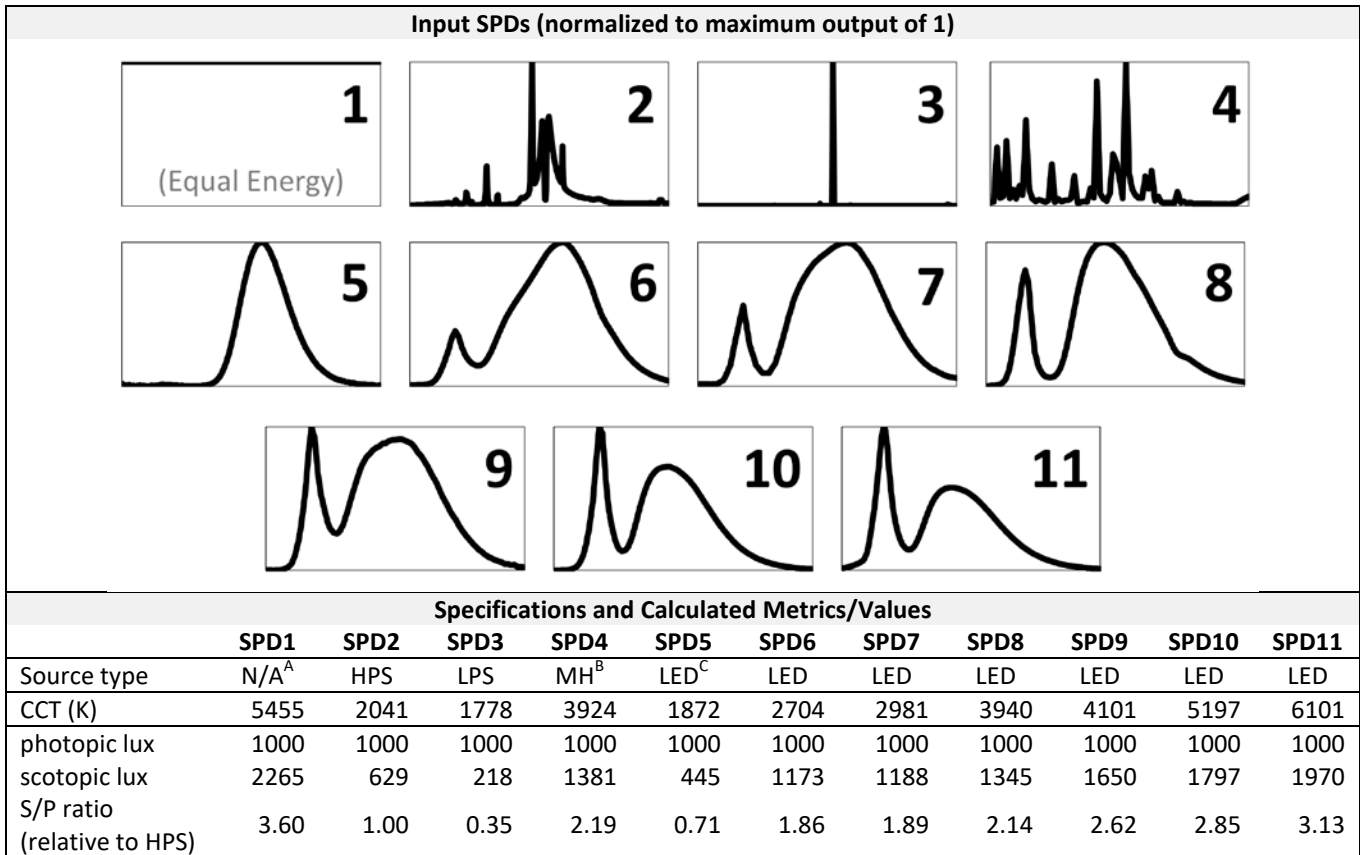 Input SPDs (normalized to maximum output of 1)
1
(Equal Energy)
2
3
4
5
6
7
8
9
10
11
Specifications and Calculated Metrics/Values
SPD1 SPD2 SPD3 SPD4 SPD5 SPD6 SPD7 SPD8 SPD9 SPD10 SPD11
Source type N/A^A HPS LPS MH^B LED^C LED LED LED LED LED LED
CCT (K) 5455 2041 1778 3924 1872 2704 2981 3940 4101 5197 6101
photopic lux 1000 1000 1000 1000 1000 1000 1000 1000 1000 1000 1000
scotopic lux 2265 629 218 1381 445 1173 1188 1345 1650 1797 1970
S/P ratio
(relative to HPS) 3.60 1.00 0.35 2.19 0.71 1.86 1.89 2.14 2.62 2.85 3.13